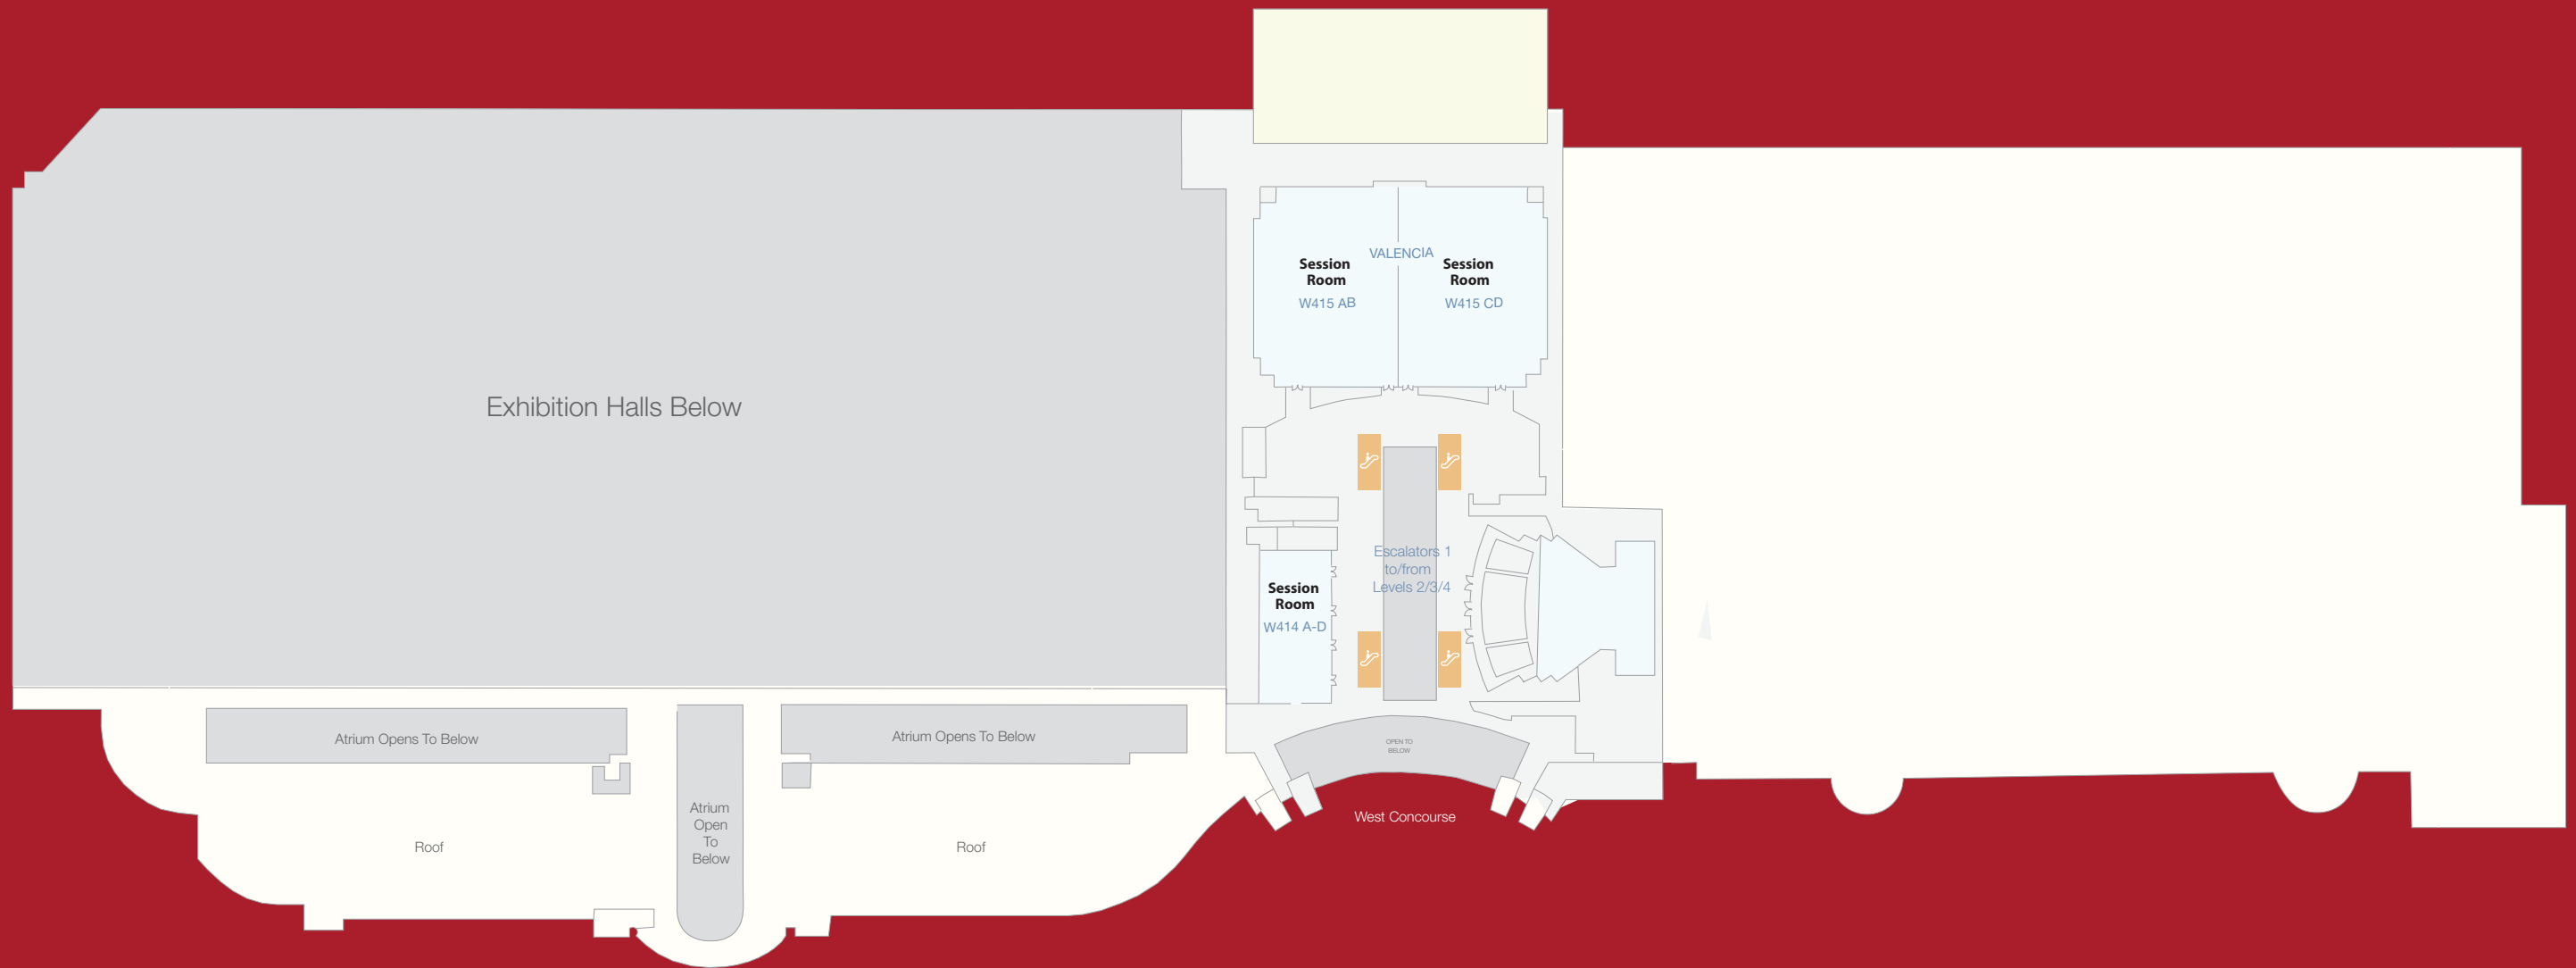 VALENCIA
Session
Room
W415 AB
Session
Room
W415 CD
Exhibition Halls Below
Escalators 1
to/from
Levels 2/3/4
Session
Room
W414 A-D
Atrium Opens To Below
Atrium Opens To Below
OPEN TO
BELOW
Atrium
Open
To
Below
West Concourse
Roof
Roof